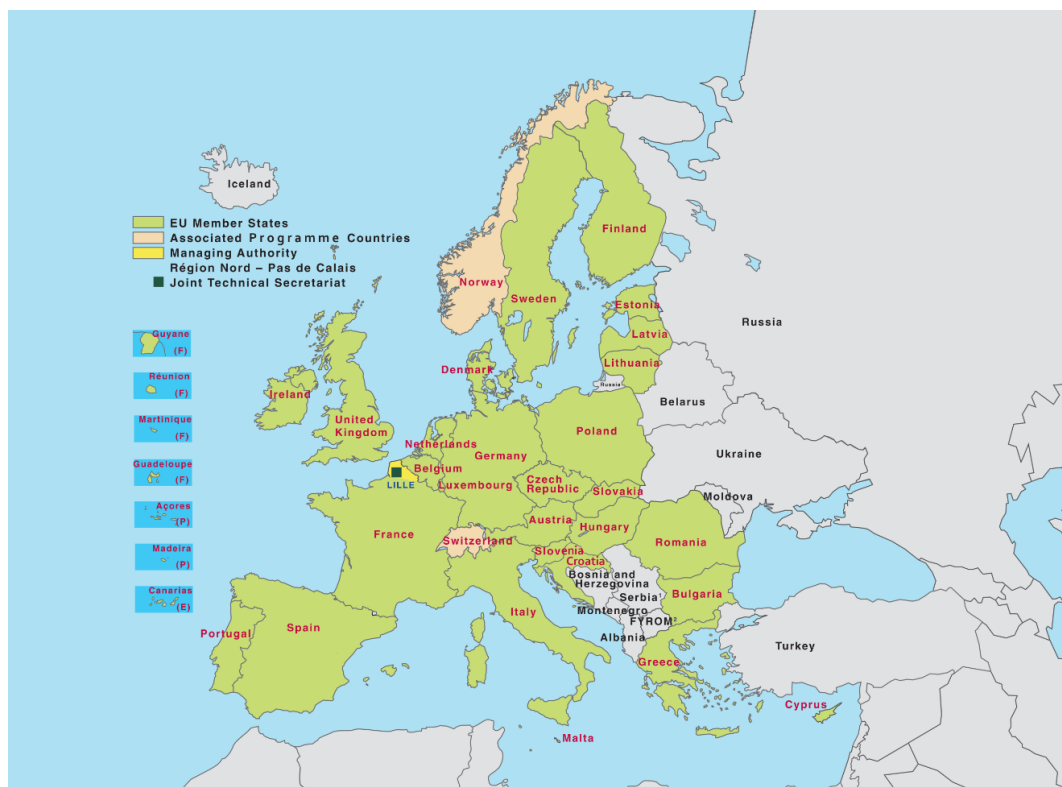 Iceland
EU Member States
Associated Programme Countries
Managing Authority
Région Nord – Pas de Calais
Joint Technical Secretariat
Finland
Norway
Sweden
Estonia
Russia
Latvia
Guyane
(F)
Lithuania
Denmark
Russia
Réunion
(F)
Ireland
Belarus
Martinique
(F)
United
Kingdom
Poland
Netherlands
Germany
Ukraine
Guadeloupe
(F)
Belgium
LILLE
Luxembourg
Czech
Republic
Slovakia
Moldova
Açores
(P)
France
Austria
Hungary
Switzerland
Romania
Madeira
(P)
Slovenia
Croatia
Bosnia and
Herzegovina
Canarias
(E)
Serbia¹
Bulgaria
Montenegro
Italy
FYROM²
Portugal
Spain
Albania
Turkey
Greece
Cyprus
Malta